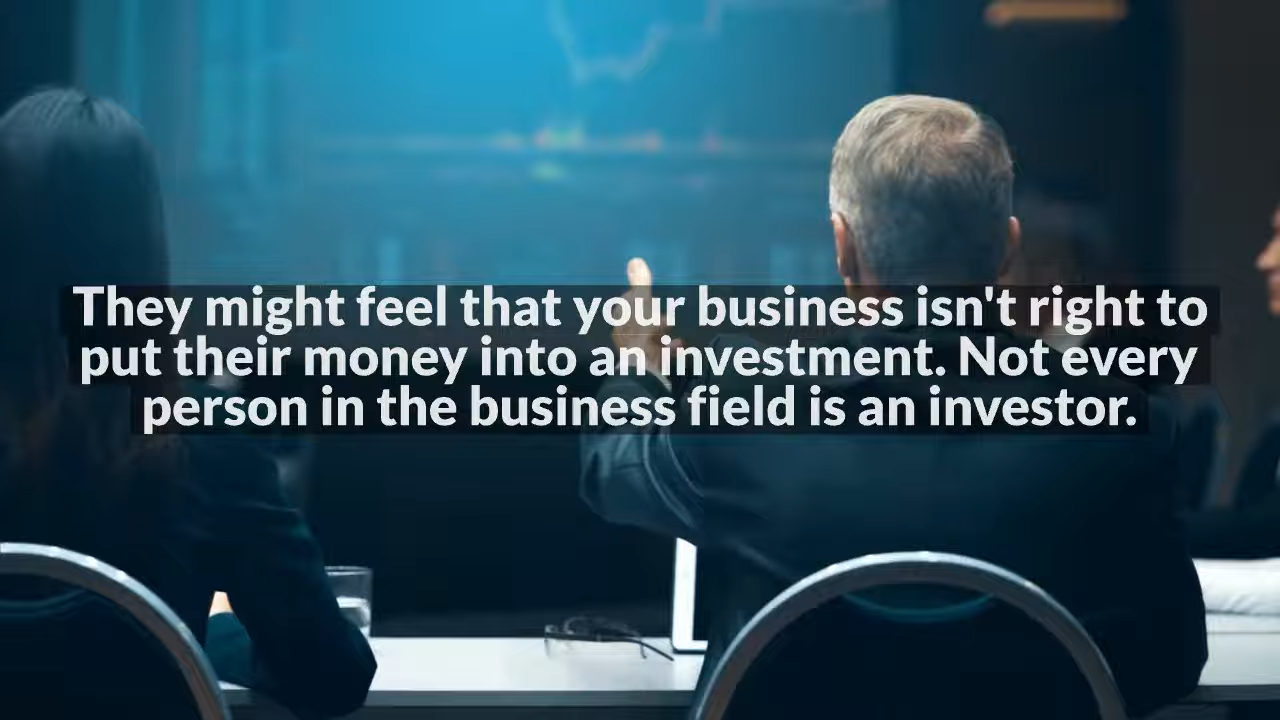 They might feel that your business isn't right to
put their money into an investment. Not every
person in the business field is an investor.